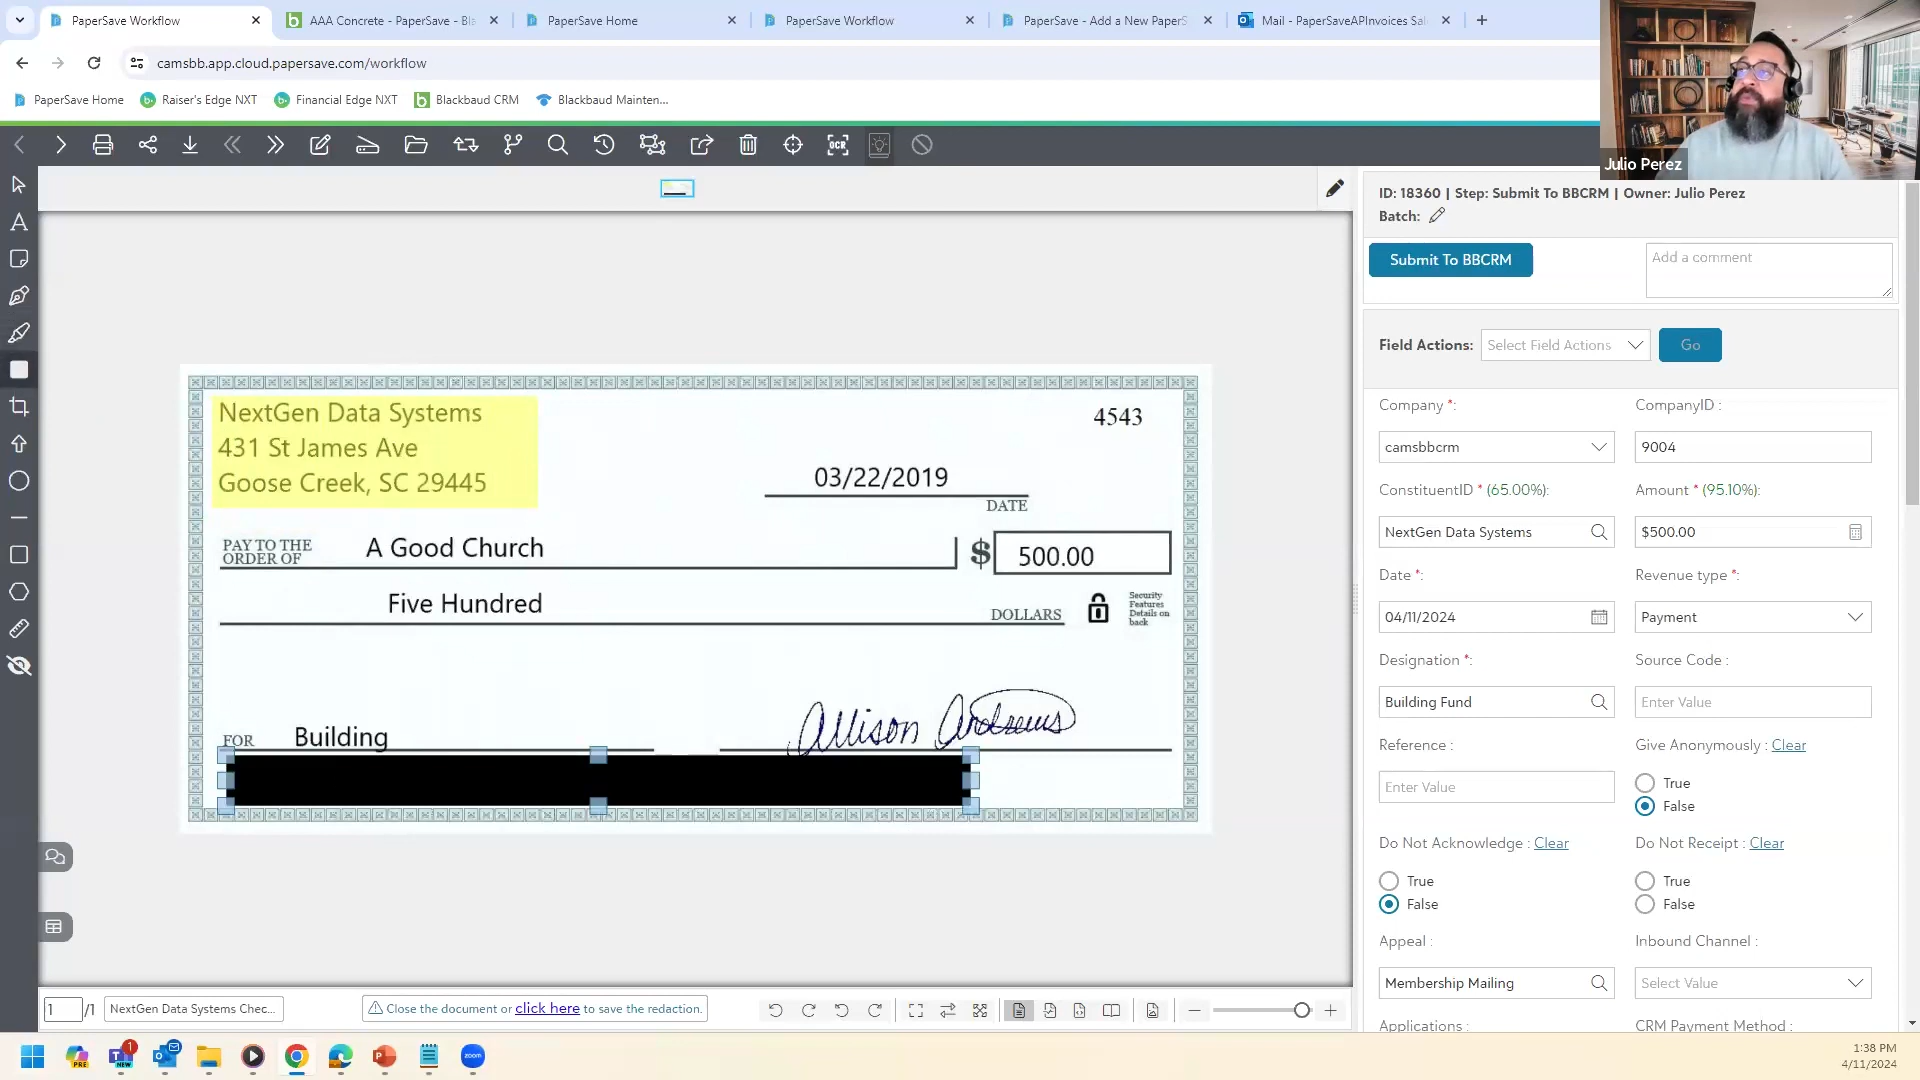 PaperSave Workflow
AAA Concrete - PaperSave - Bl
PaperSave Home
PaperSave Workflow
PaperSave - Add a New PaperS
Mail - PaperSaveAPInvoices Sal
camsbb.app.cloud.papersave.com/workflow
PaperSave Home
Raiser's Edge NXT
Financial Edge NXT
Blackbaud CRM
Blackbaud Mainten...
OCR
Julio Perez
ID: 18360 | Step: Submit To BBCRM | Owner: Julio Perez
Batch:
Submit To BBCRM
Add a comment
Field Actions:
Select Field Actions
Go
Company *:
CompanyID :
camsbbcrm
9004
ConstituentID * (65.00%):
Amount * (95.10%):
NextGen Data Systems
$500.00
Date *:
Revenue type *:
04/11/2024
Payment
Designation *:
Source Code :
Building Fund
Enter Value
Reference :
Give Anonymously : Clear
Enter Value
True
False
Do Not Acknowledge : Clear
Do Not Receipt : Clear
True
True
False
False
Appeal :
Inbound Channel :
Membership Mailing
Select Value
Applications :
CRM Payment Method :
NextGen Data Systems
431 St James Ave
Goose Creek, SC 29445
4543
03/22/2019
DATE
PAY TO THE
ORDER OF
A Good Church
$
500.00
Five Hundred
DOLLARS
Security
Features
Details on
back
FOR
Building
Allison Andrews
1
/1
NextGen Data Systems Chec...
Close the document or click here to save the redaction.
PRE
1
NEW
zoom
1:38 PM
4/11/2024